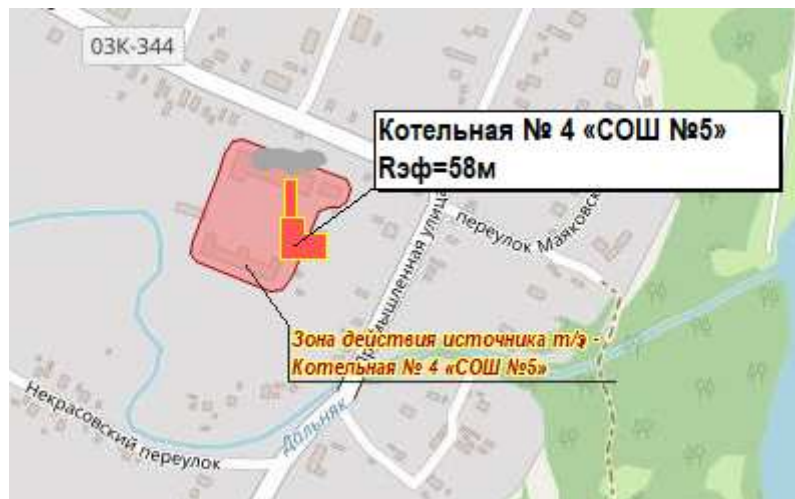 03К-344
Котельная № 4 «СОШ №5»
Rэф=58м
переулок Маяковс
Промышленная улица
Зона действия источника т/э -
Котельная № 4 «СОШ №5»
Некрасовский переулок
Дольняк